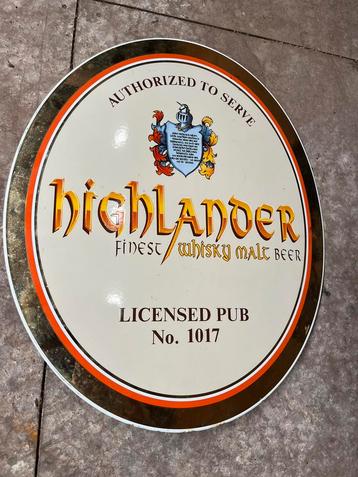 AUTHORIZED TO SERVE
highlander
FINEST whisky malt BEER
LICENSED PUB
No. 1017